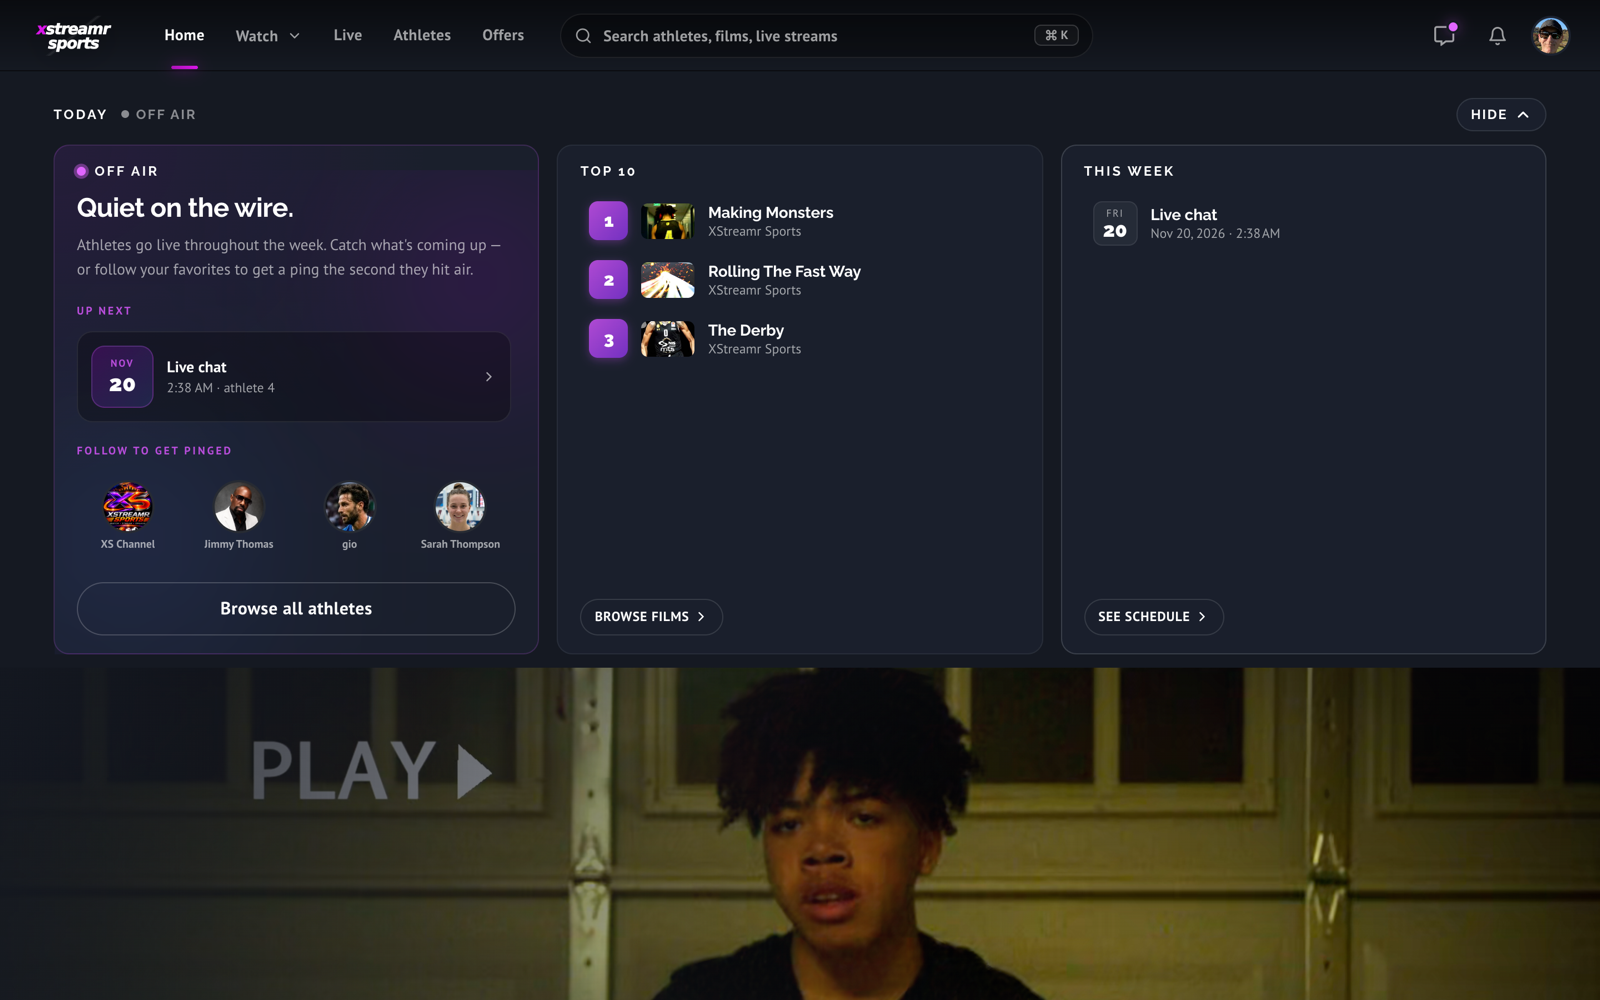 xstreamr
sports
Home
Watch
Live
Athletes
Offers
Search athletes, films, live streams
⌘ K
TODAY
OFF AIR
HIDE
OFF AIR
Quiet on the wire.
Athletes go live throughout the week. Catch what's coming up —
or follow your favorites to get a ping the second they hit air.
UP NEXT
NOV
20
Live chat
2:38 AM · athlete 4
FOLLOW TO GET PINGED
XS
XSTREAMR
SPORTS
XS Channel
Jimmy Thomas
gio
Sarah Thompson
Browse all athletes
TOP 10
1
Making Monsters
XStreamr Sports
2
Rolling The Fast Way
XStreamr Sports
3
The Derby
XStreamr Sports
BROWSE FILMS
THIS WEEK
FRI
20
Live chat
Nov 20, 2026 · 2:38 AM
SEE SCHEDULE
PLAY